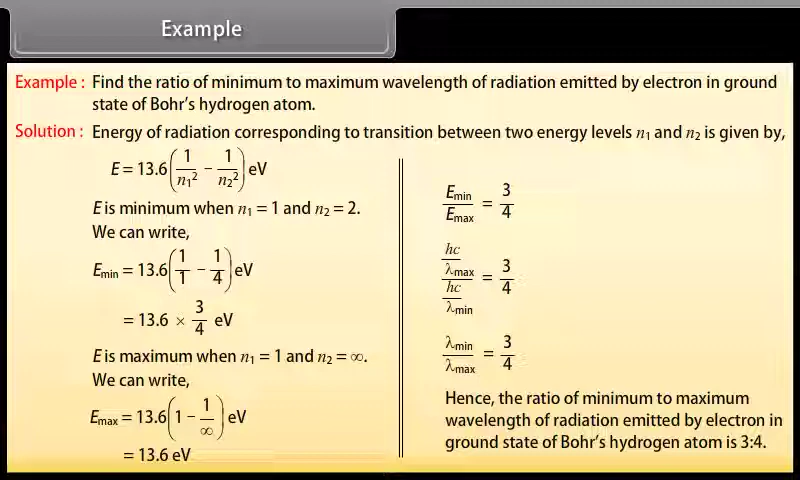 Example
Example : Find the ratio of minimum to maximum wavelength of radiation emitted by electron in ground
state of Bohr's hydrogen atom.
Solution : Energy of radiation corresponding to transition between two energy levels n₁ and n₂ is given by,
E = 13.6(1/n₁² − 1/n₂²) eV
E is minimum when n₁ = 1 and n₂ = 2.
We can write,
Eₘᵢₙ = 13.6(1/1 − 1/4) eV
= 13.6 × 3/4 eV
E is maximum when n₁ = 1 and n₂ = ∞.
We can write,
Eₘₐₓ = 13.6(1 − 1/∞) eV
= 13.6 eV
Eₘᵢₙ/Eₘₐₓ = 3/4
(hc/λₘₐₓ)/(hc/λₘᵢₙ) = 3/4
λₘᵢₙ/λₘₐₓ = 3/4
Hence, the ratio of minimum to maximum
wavelength of radiation emitted by electron in
ground state of Bohr's hydrogen atom is 3:4.